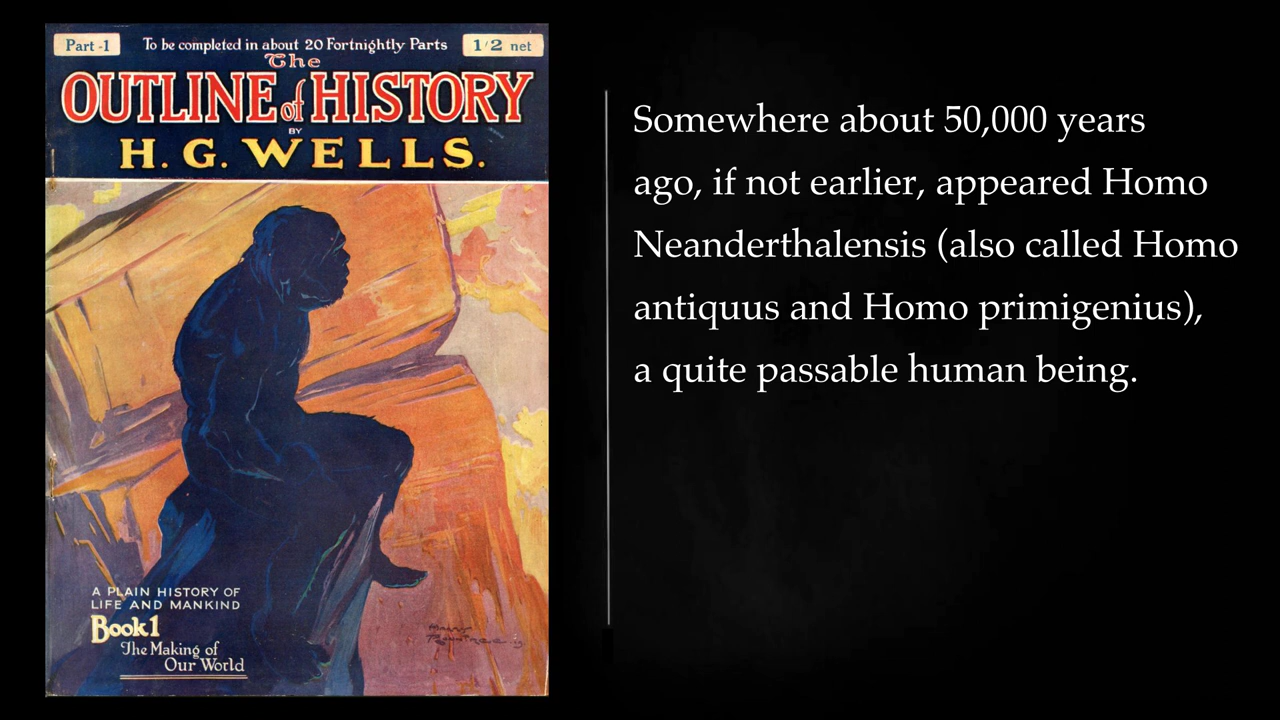 Part -1
To be completed in about 20 Fortnightly Parts
1/2 net
The
OUTLINE of HISTORY
BY
H. G. WELLS.
A PLAIN HISTORY OF
LIFE AND MANKIND
Book 1
The Making of
Our World
Somewhere about 50,000 years
ago, if not earlier, appeared Homo
Neanderthalensis (also called Homo
antiquus and Homo primigenius),
a quite passable human being.